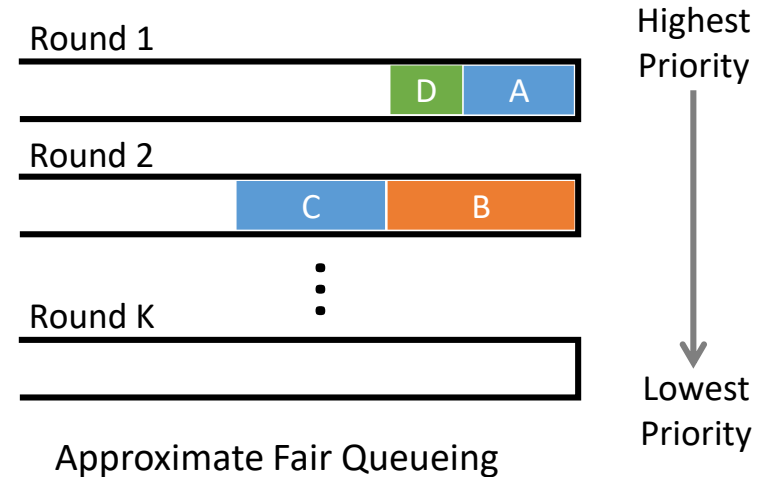 Round 1
Highest
Priority
D A
Round 2
C B
Round K
Lowest
Priority
Approximate Fair Queueing